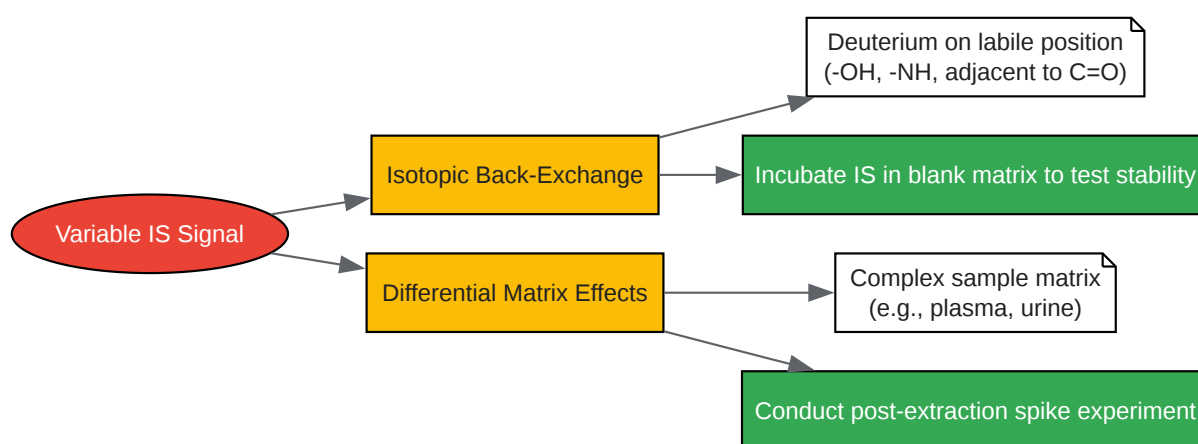 Deuterium on labile position
(-OH, -NH, adjacent to C=O)
Isotopic Back-Exchange
Incubate IS in blank matrix to test stability
Variable IS Signal
Differential Matrix Effects
Complex sample matrix
(e.g., plasma, urine)
Conduct post-extraction spike experiment